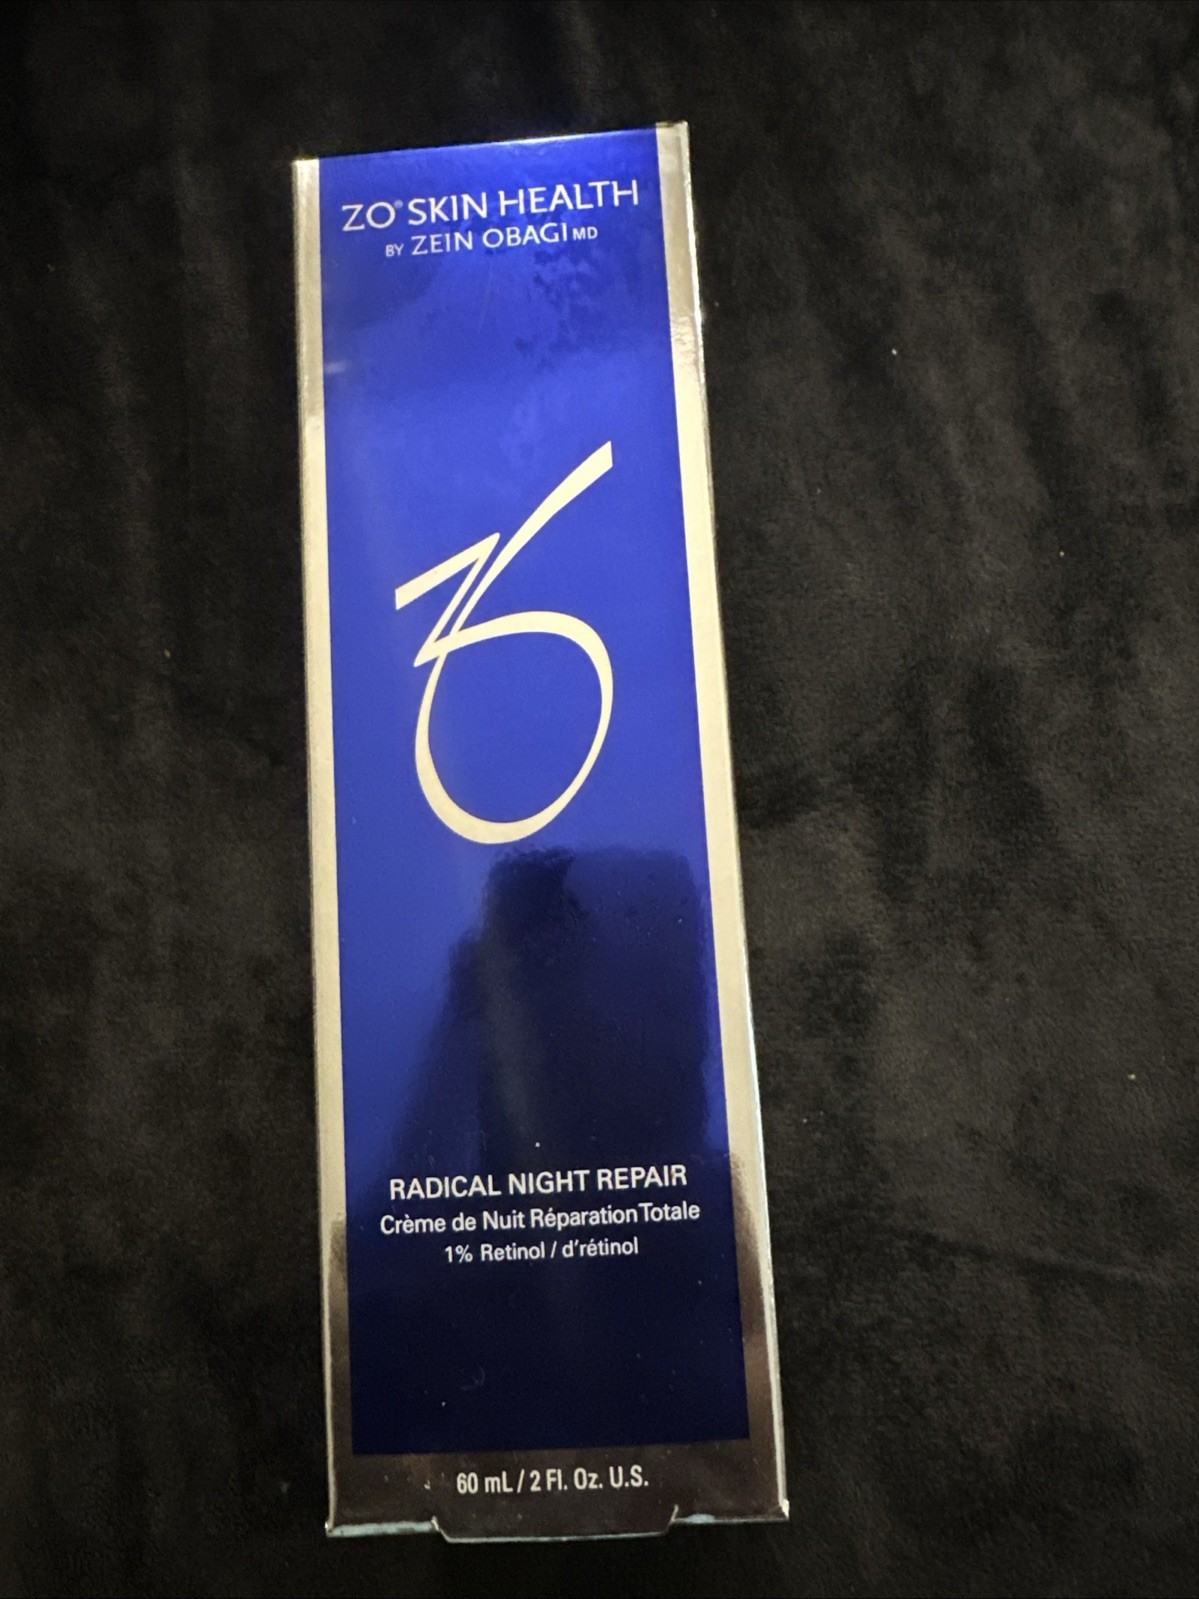 ZO® SKIN HEALTH
BY ZEIN OBAGI MD
RADICAL NIGHT REPAIR
Crème de Nuit Réparation Totale
1% Retinol / d'rétinol
60 mL / 2 Fl. Oz. U.S.